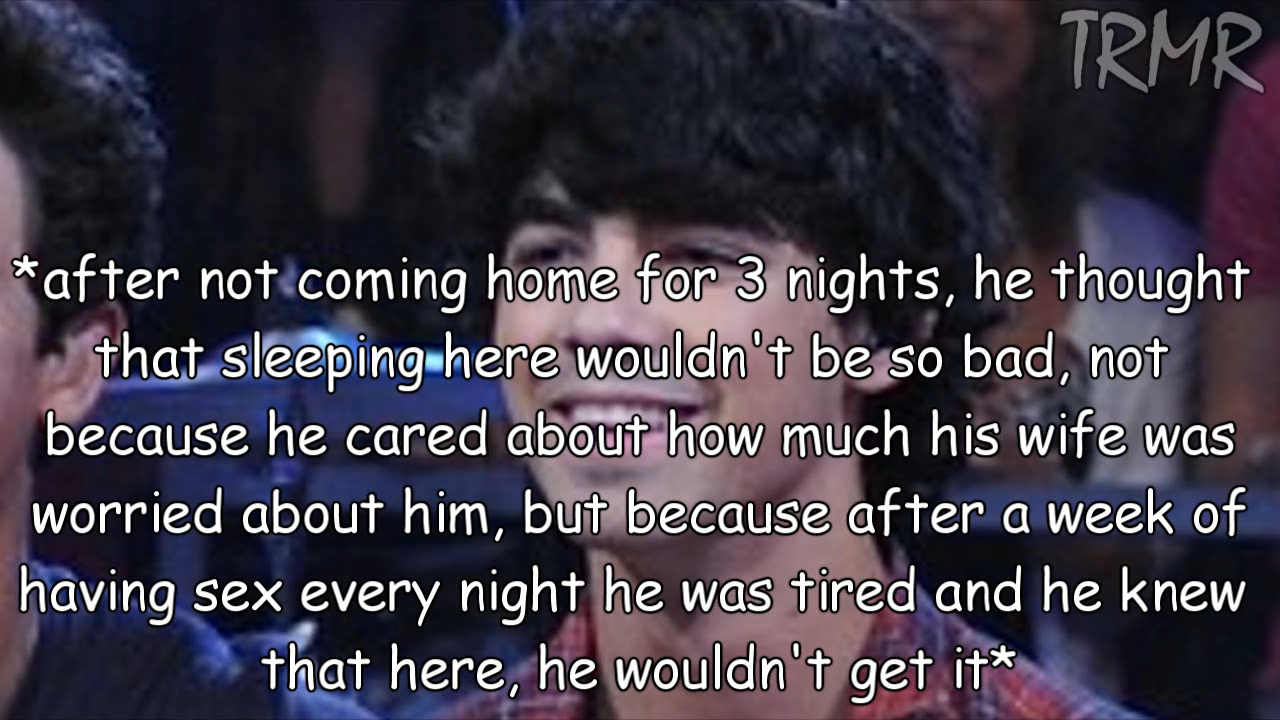 TRMR
*after not coming home for 3 nights, he thought
that sleeping here wouldn't be so bad, not
because he cared about how much his wife was
worried about him, but because after a week of
having sex every night he was tired and he knew
that here, he wouldn't get it*